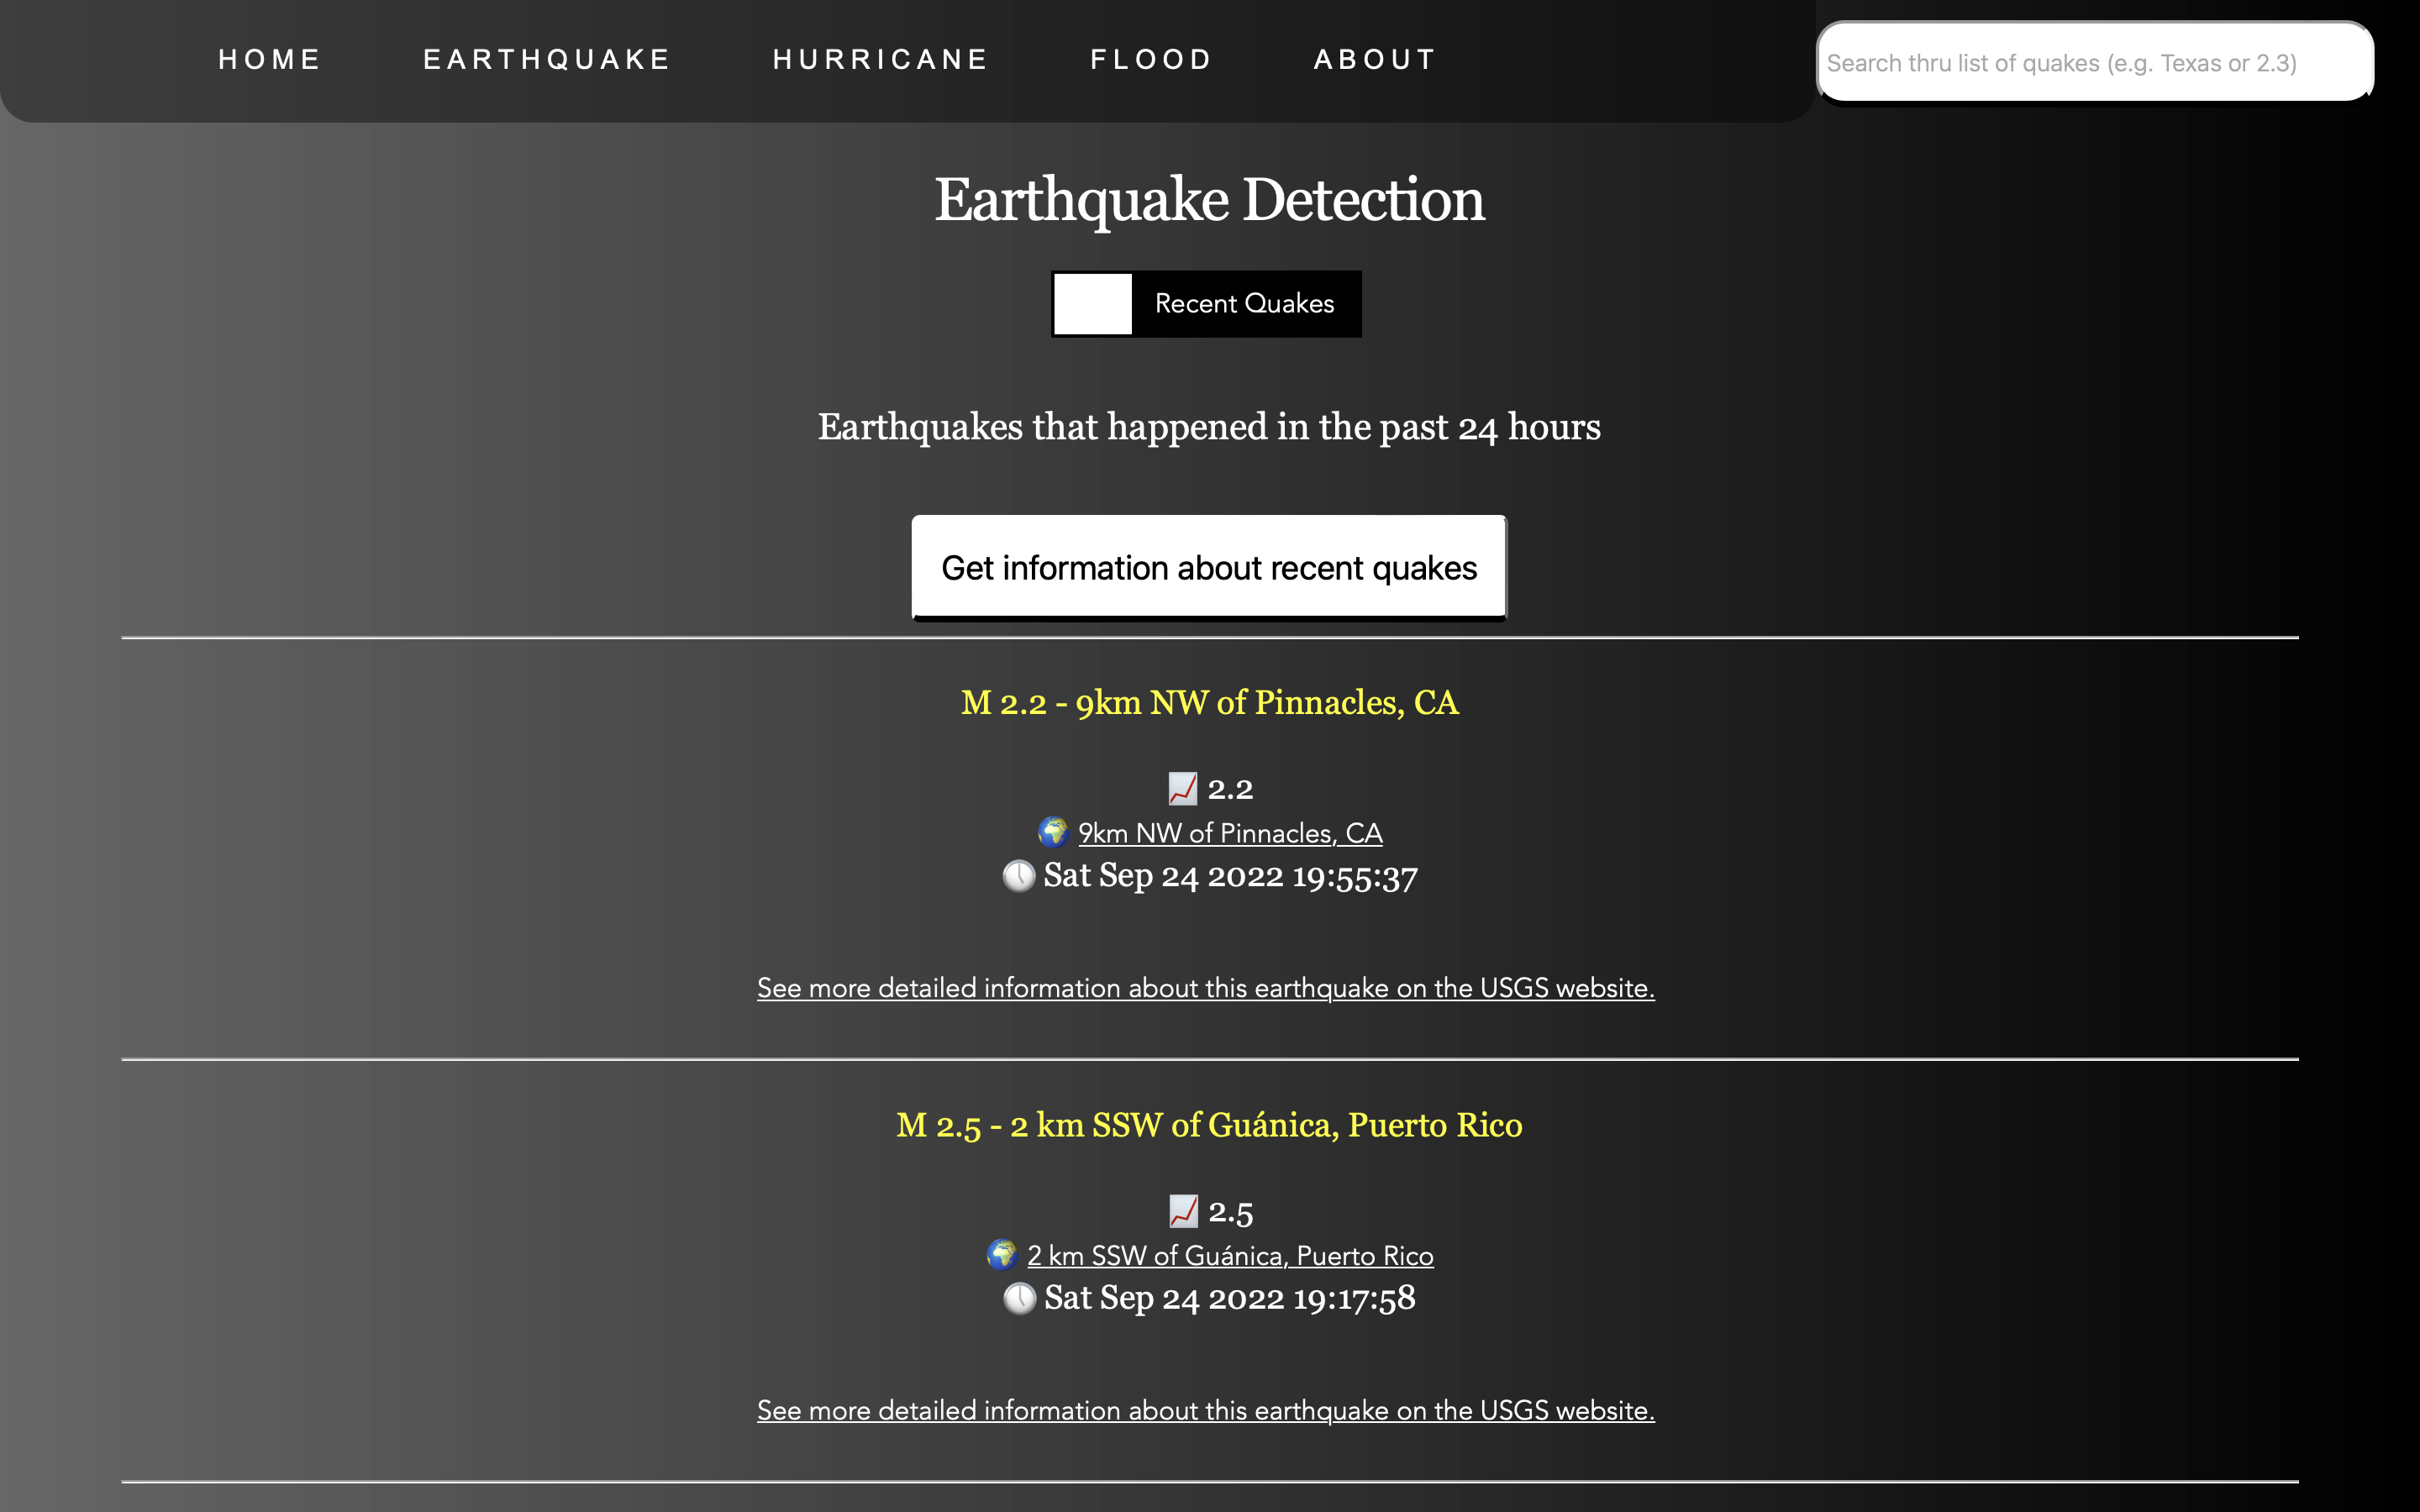 HOME EARTHQUAKE HURRICANE FLOOD ABOUT Search thru list of quakes (e.g. Texas or 2.3)
Earthquake Detection
Recent Quakes
Earthquakes that happened in the past 24 hours
Get information about recent quakes
M 2.2 - 9km NW of Pinnacles, CA
📈 2.2
🌍 9km NW of Pinnacles, CA
🕔 Sat Sep 24 2022 19:55:37
See more detailed information about this earthquake on the USGS website.
M 2.5 - 2 km SSW of Guánica, Puerto Rico
📈 2.5
🌍 2 km SSW of Guánica, Puerto Rico
🕔 Sat Sep 24 2022 19:17:58
See more detailed information about this earthquake on the USGS website.